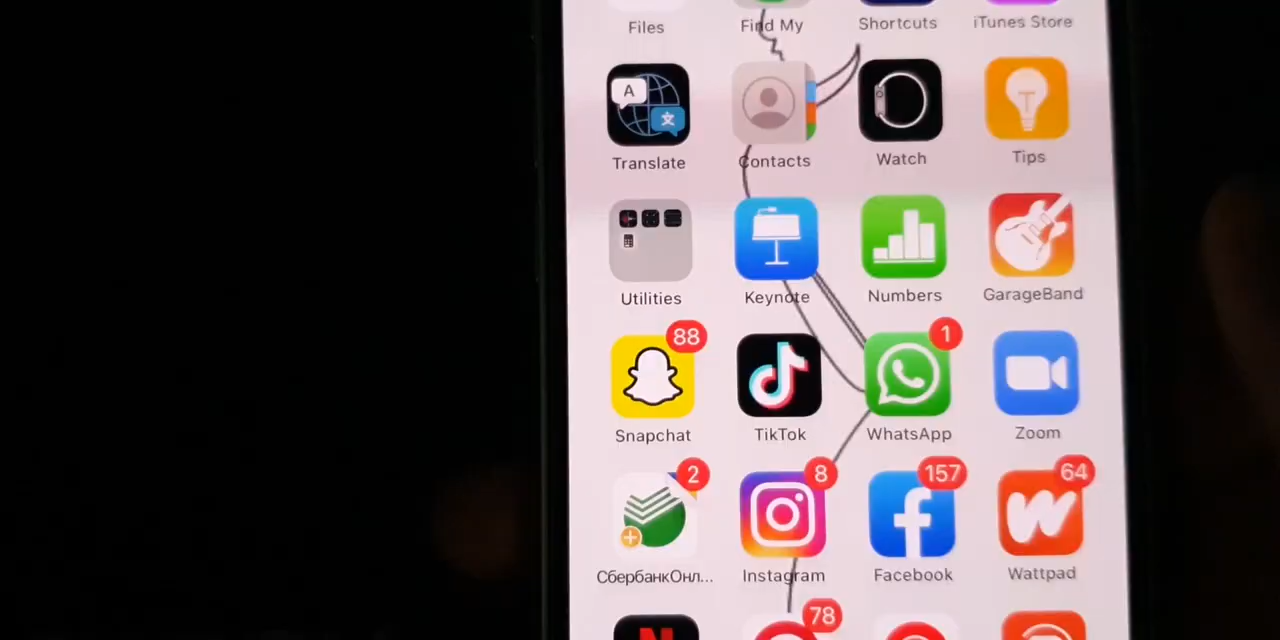 Files Find My Shortcuts iTunes Store
A
文
Translate Contacts Watch Tips
Utilities Keynote Numbers GarageBand
88 1
Snapchat TikTok WhatsApp Zoom
2 8 157 64
СбербанкОнл... Instagram Facebook Wattpad
78
N